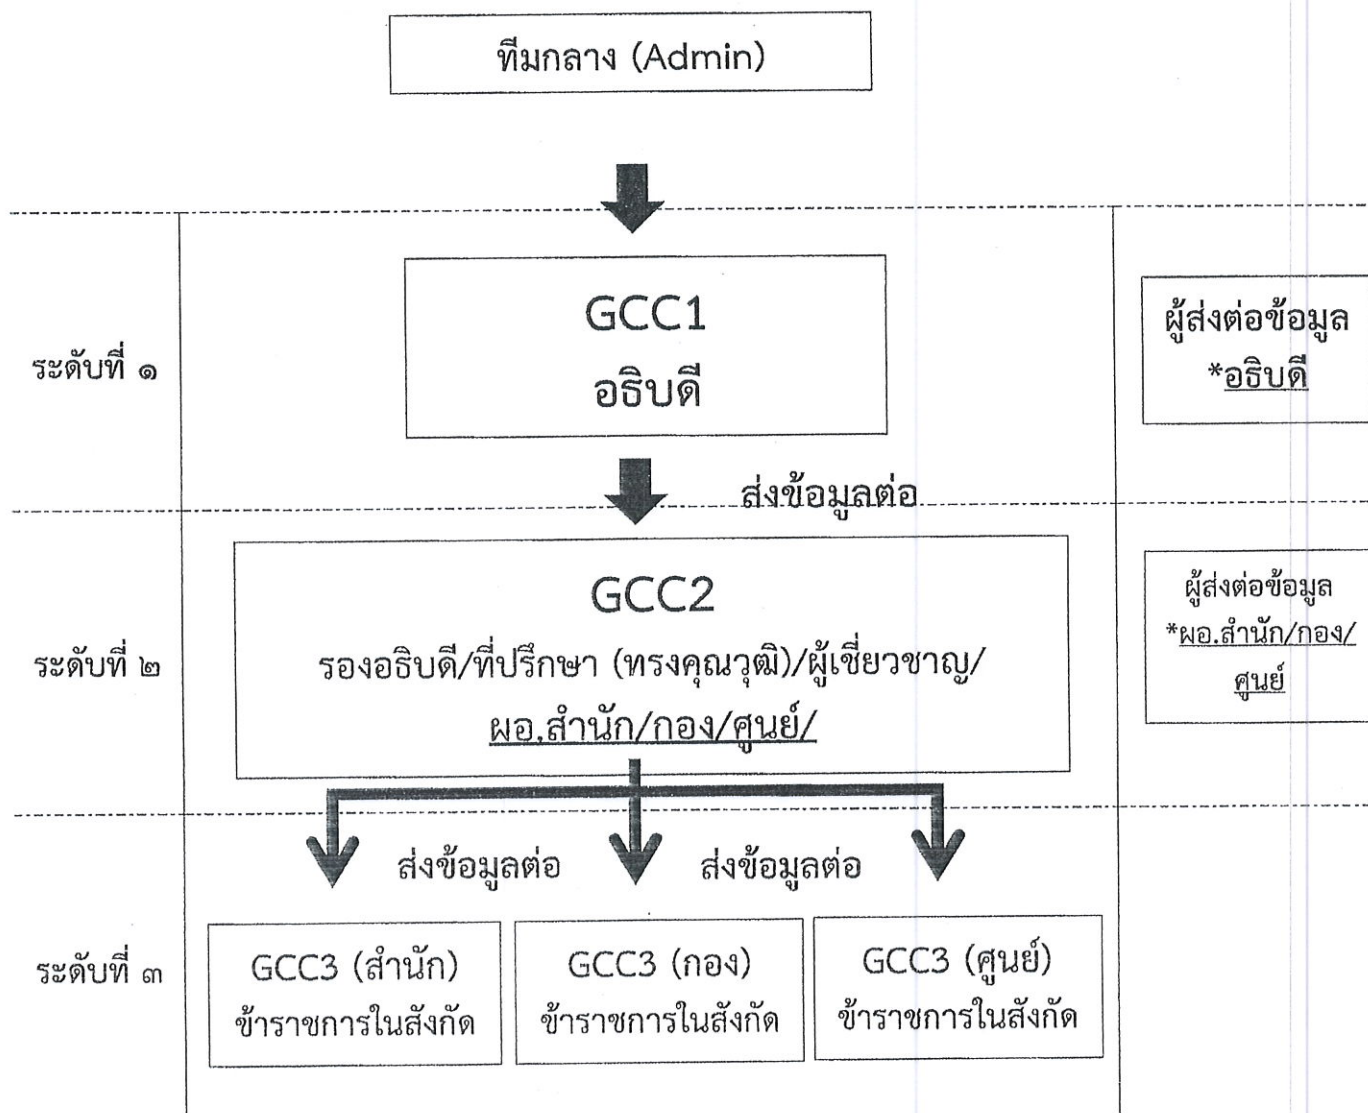 ทีมกลาง (Admin)
ระดับที่ ๑
GCC1
อธิบดี
ผู้ส่งต่อข้อมูล
*อธิบดี
ส่งข้อมูลต่อ
ระดับที่ ๒
GCC2
รองอธิบดี/ที่ปรึกษา (ทรงคุณวุฒิ)/ผู้เชี่ยวชาญ/
ผอ.สำนัก/กอง/ศูนย์/
ผู้ส่งต่อข้อมูล
*ผอ.สำนัก/กอง/
ศูนย์
ส่งข้อมูลต่อ
ส่งข้อมูลต่อ
ระดับที่ ๓
GCC3 (สำนัก)
ข้าราชการในสังกัด
GCC3 (กอง)
ข้าราชการในสังกัด
GCC3 (ศูนย์)
ข้าราชการในสังกัด